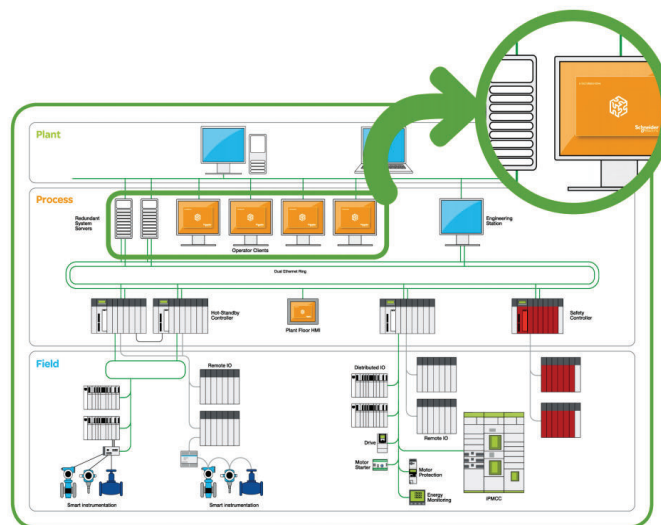 Schneider
Plant
Process
Redundant
System
Servers
Operator Clients
Engineering
Station
Dual Ethernet Ring
Hot-Standby
Controller
Plant Floor HMI
Safety
Controller
Field
Remote IO
Distributed IO
Remote IO
Drive
Motor
Starter
Motor
Protection
Energy
Monitoring
IPMCC
Smart instrumentation
Smart instrumentation